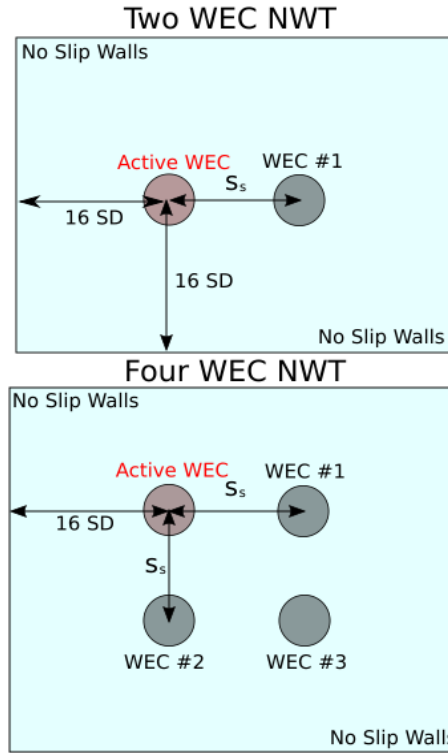 Two WEC NWT
No Slip Walls
Active WEC
WEC #1
Sₛ
16 SD
16 SD
No Slip Walls
Four WEC NWT
No Slip Walls
Active WEC
WEC #1
Sₛ
16 SD
Sₛ
WEC #2
WEC #3
No Slip Walls